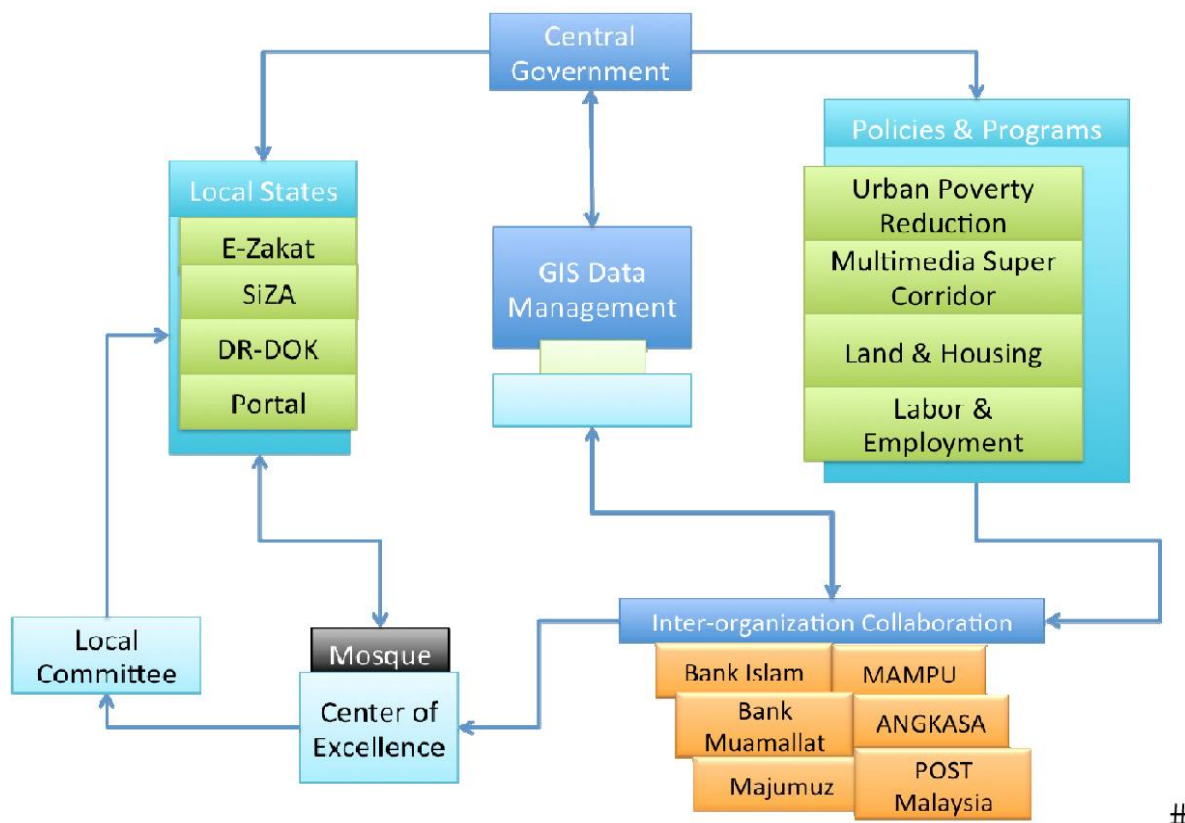 Central
Government
Policies & Programs
Local States
Urban Poverty
Reduction
E-Zakat
GIS Data
Management
Multimedia Super
Corridor
SiZA
DR-DOK
Land & Housing
Portal
Labor &
Employment
Inter-organization Collaboration
Local
Committee
Mosque
Center of
Excellence
Bank Islam
MAMPU
Bank
Muamallat
ANGKASA
Majumuz
POST
Malaysia
#